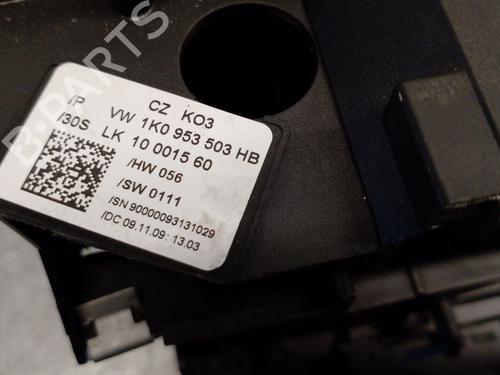 CZ KO3
/P VW 1K0 953 503 HB
/30S LK 10 0015 60
/HW 056
/SW 0111
/SN 90000093131029
/DC 09.11.09; 13.03
B-PARTS